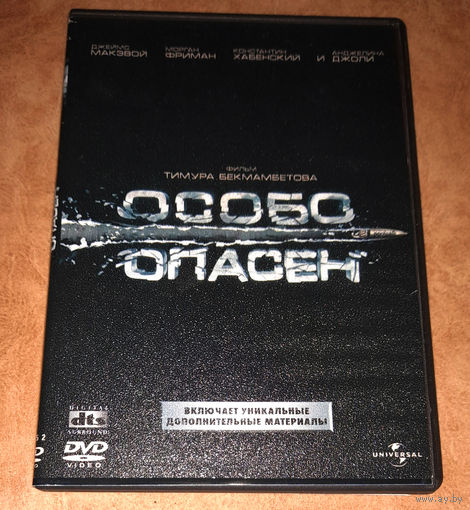 ДЖЕЙМС МОРГАН КОНСТАНТИН АНДЖЕЛИНА
МАКЭВОЙ ФРИМАН ХАБЕНСКИЙ И ДЖОЛИ
ФИЛЬМ
ТИМУРА БЕКМАМБЕТОВА
ОСОБО
ОПАСЕН
ВКЛЮЧАЕТ УНИКАЛЬНЫЕ
ДОПОЛНИТЕЛЬНЫЕ МАТЕРИАЛЫ
DIGITAL
dts
SURROUND
DVD
VIDEO
UNIVERSAL